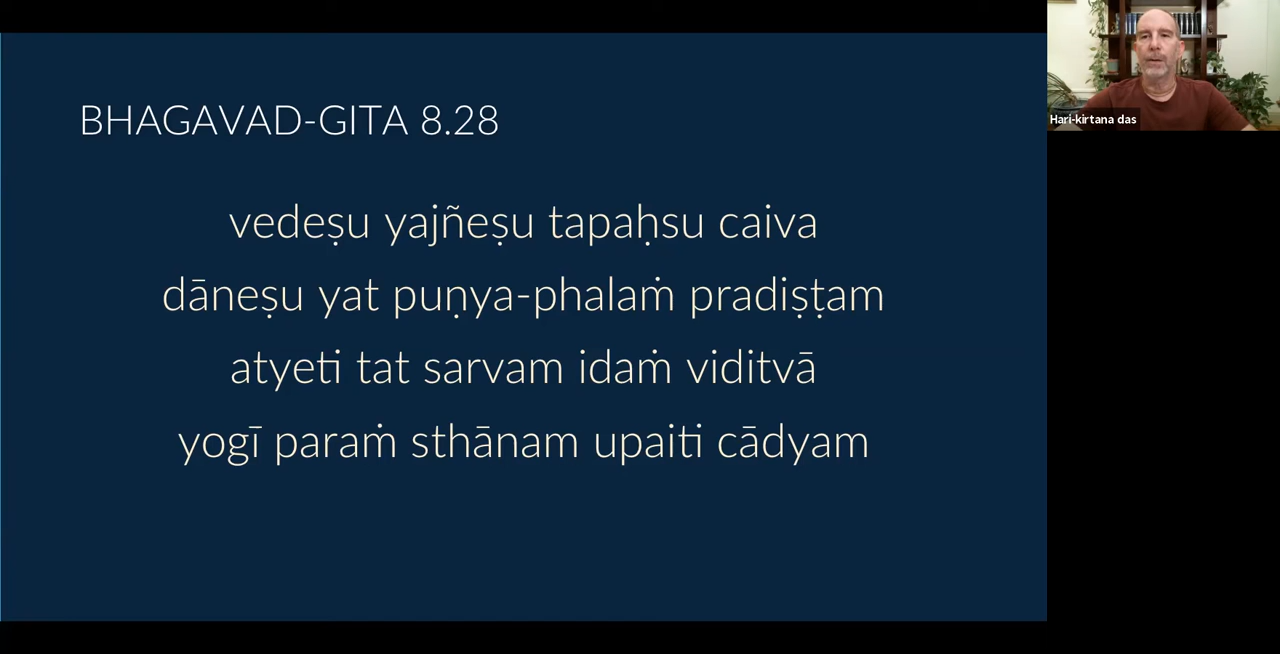 BHAGAVAD-GITA 8.28
vedeṣu yajñeṣu tapaḥsu caiva
dāneṣu yat puṇya-phalaṁ pradiṣṭam
atyeti tat sarvam idaṁ viditvā
yogī paraṁ sthānam upaiti cādyam
Hari-kirtana das